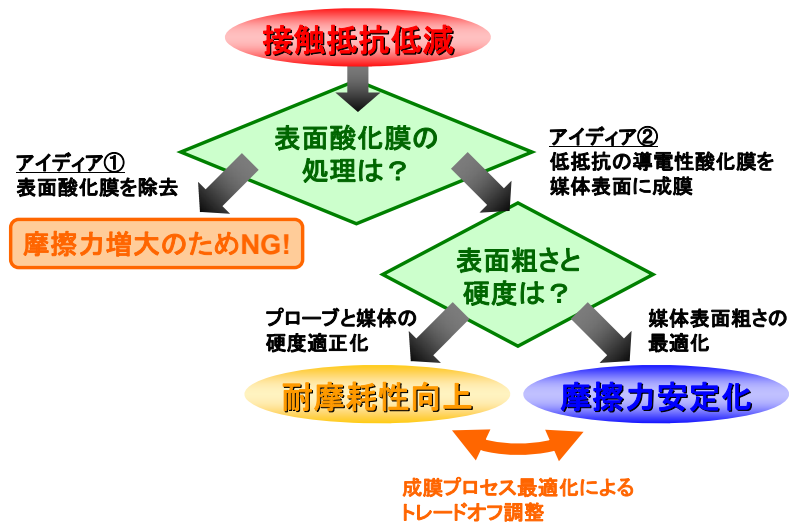 接触抵抗低減
表面酸化膜の
処理は？
アイディア①
表面酸化膜を除去
アイディア②
低抵抗の導電性酸化膜を
媒体表面に成膜
摩擦力増大のためNG!
表面粗さと
硬度は？
プローブと媒体の
硬度適正化
媒体表面粗さの
最適化
耐摩耗性向上
摩擦力安定化
成膜プロセス最適化による
トレードオフ調整